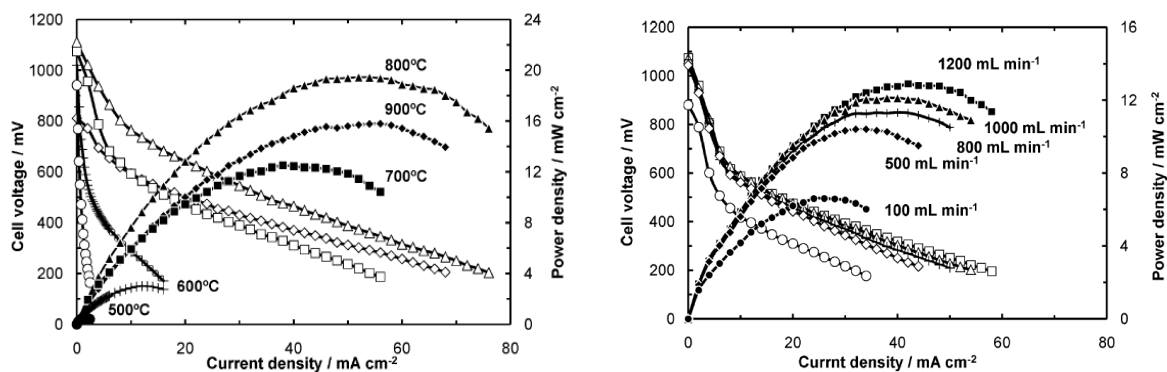 1200
1000
800
600
400
200
0
24
20
16
12
8
4
0
Cell voltage / mV
Power density / mW cm-2
800ºC
900ºC
700ºC
600ºC
500ºC
0 20 40 60 80
Current density / mA cm-2
1200
1000
800
600
400
200
0
16
12
8
4
0
Cell voltage / mV
Power density / mW cm-2
1200 mL min-1
1000 mL min-1
800 mL min-1
500 mL min-1
100 mL min-1
0 20 40 60 80
Currnt density / mA cm-2